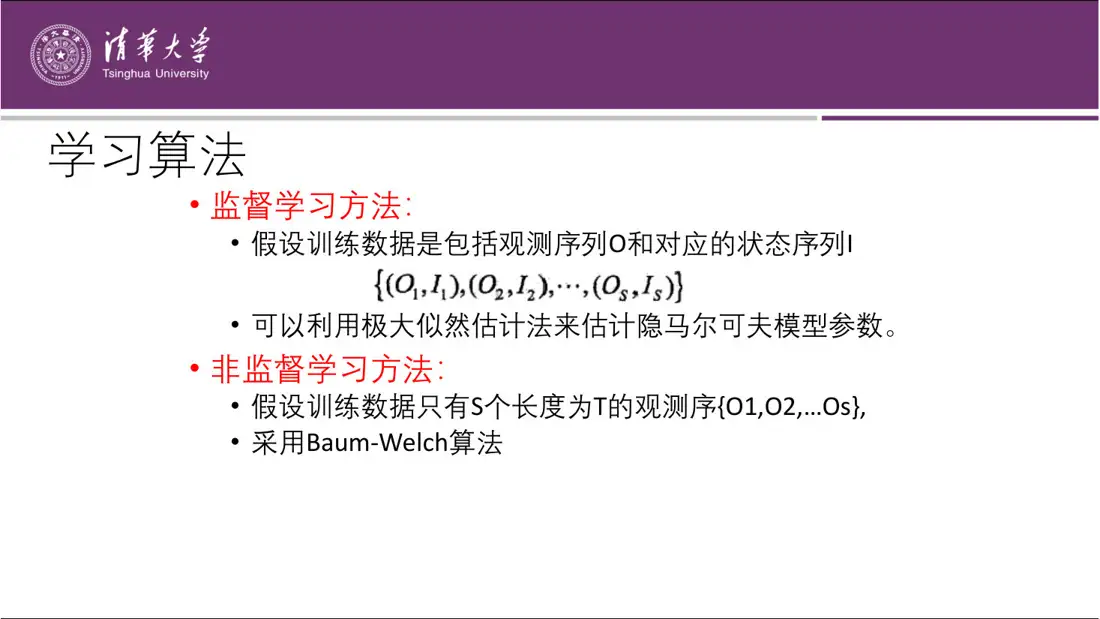 清华大学
Tsinghua University
学习算法
• 监督学习方法：
• 假设训练数据是包括观测序列O和对应的状态序列I
{(O₁,I₁),(O₂,I₂),⋯,(O_S,I_S)}
• 可以利用极大似然估计法来估计隐马尔可夫模型参数。
• 非监督学习方法：
• 假设训练数据只有S个长度为T的观测序{O1,O2,…Os},
• 采用Baum-Welch算法